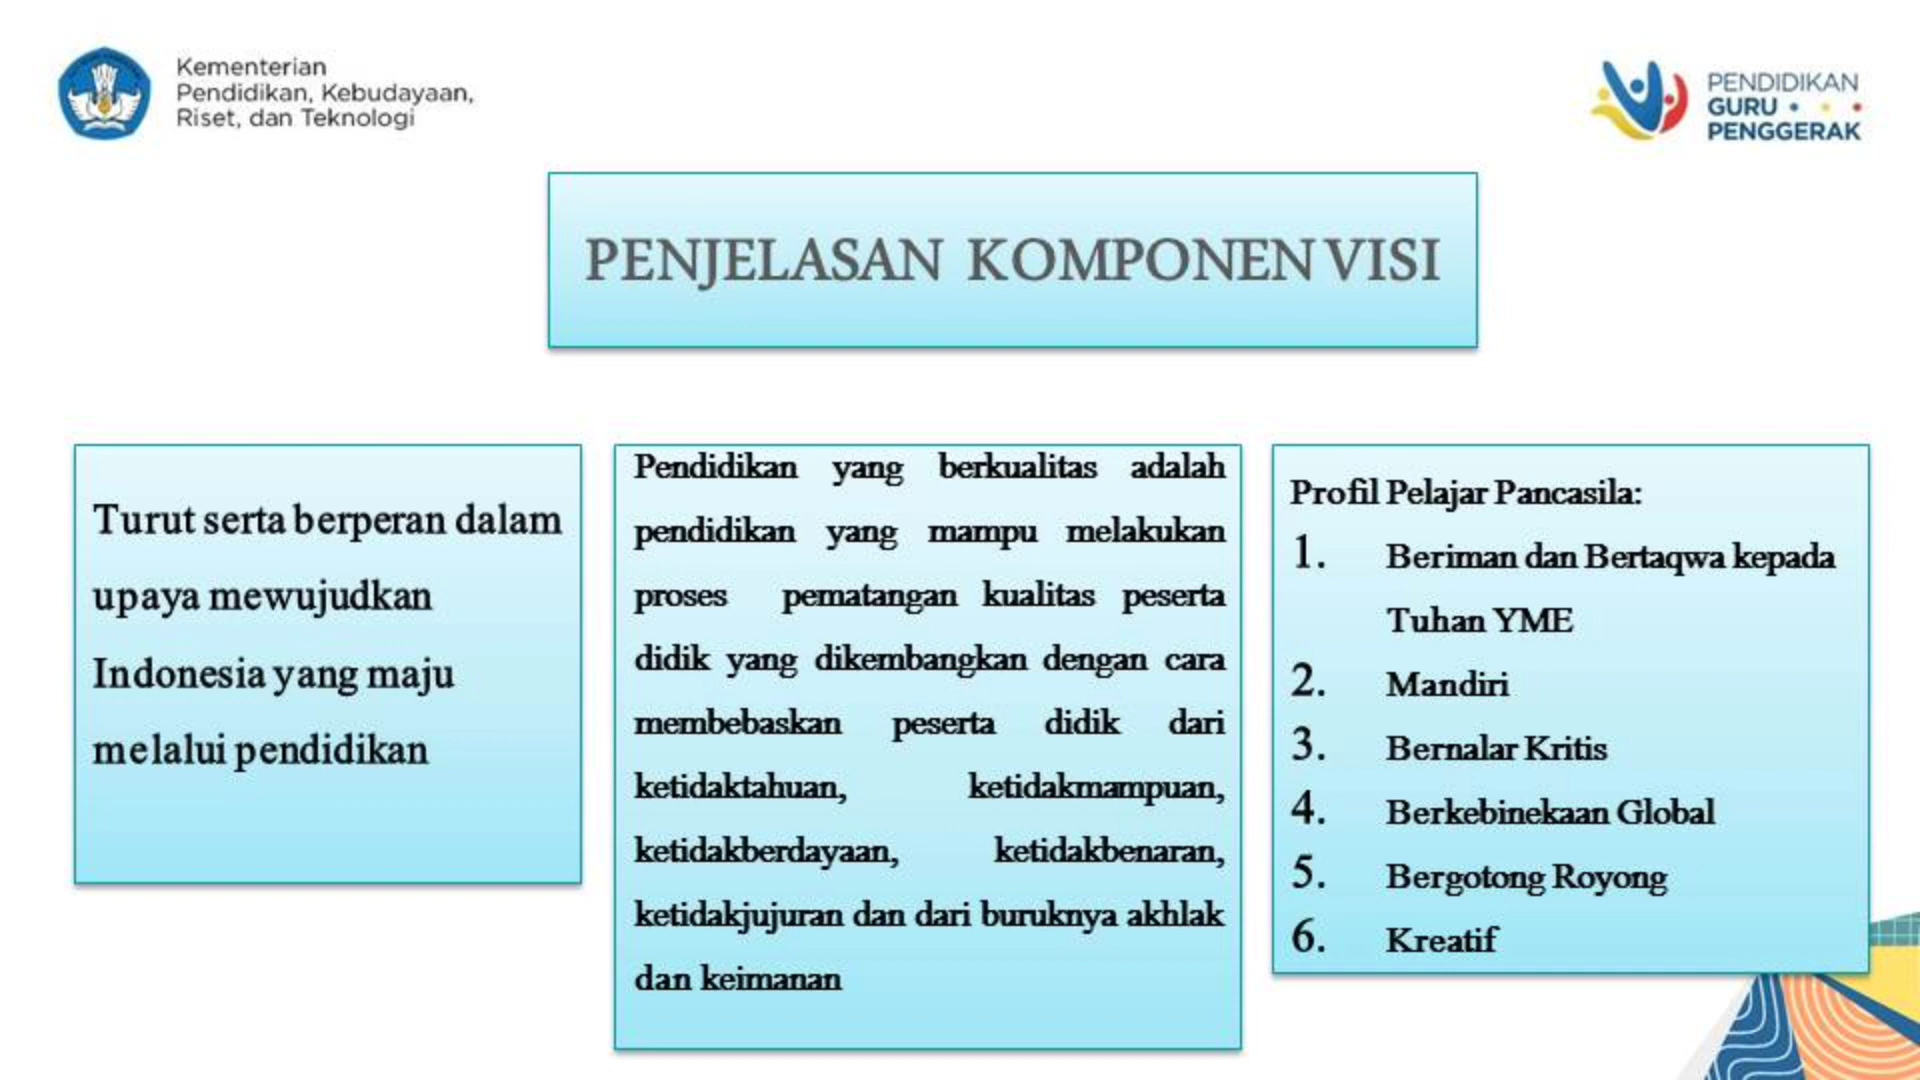 Kementerian
Pendidikan, Kebudayaan,
Riset, dan Teknologi
PENDIDIKAN
GURU
PENGGERAK
PENJELASAN KOMPONEN VISI
Turut serta berperan dalam
upaya mewujudkan
Indonesia yang maju
melalui pendidikan
Pendidikan yang berkualitas adalah
pendidikan yang mampu melakukan
proses pematangan kualitas peserta
didik yang dikembangkan dengan cara
membebaskan peserta didik dari
ketidaktahuan, ketidakmampuan,
ketidakberdayaan, ketidakbenaran,
ketidakjujuran dan dari buruknya akhlak
dan keimanan
Profil Pelajar Pancasila:
1. Beriman dan Bertaqwa kepada
Tuhan YME
2. Mandiri
3. Bernalar Kritis
4. Berkebinekaan Global
5. Bergotong Royong
6. Kreatif